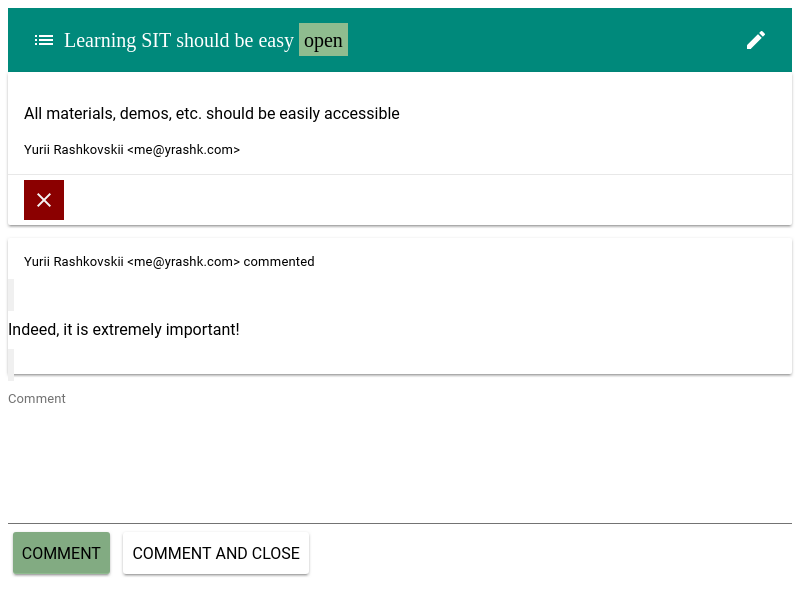 Learning SIT should be easy open
All materials, demos, etc. should be easily accessible
Yurii Rashkovskii <me@yrashk.com>
Yurii Rashkovskii <me@yrashk.com> commented
Indeed, it is extremely important!
Comment
COMMENT COMMENT AND CLOSE